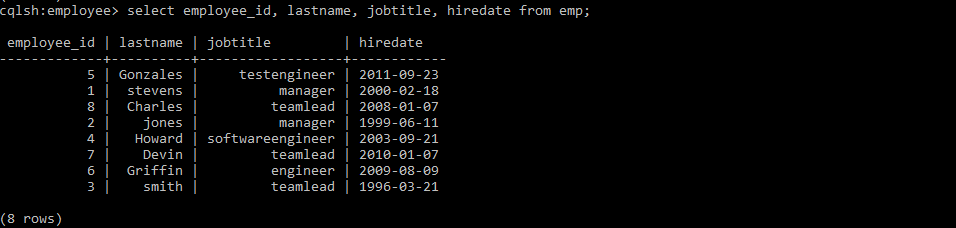 cqlsh:employee> select employee_id, lastname, jobtitle, hiredate from emp;
employee_id | lastname | jobtitle | hiredate
-------------+-----------+------------------+------------
5 | Gonzales | testengineer | 2011-09-23
1 | stevens | manager | 2000-02-18
8 | Charles | teamlead | 2008-01-07
2 | jones | manager | 1999-06-11
4 | Howard | softwareengineer | 2003-09-21
7 | Devin | teamlead | 2010-01-07
6 | Griffin | engineer | 2009-08-09
3 | smith | teamlead | 1996-03-21
(8 rows)